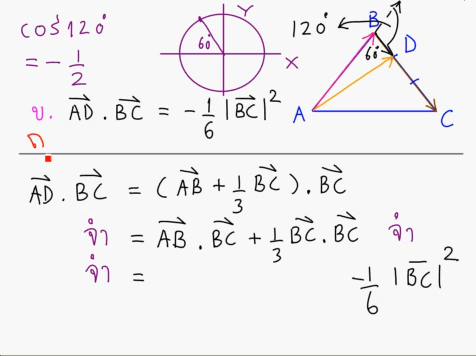 cos 120°
= -1/2
60°
Y
X
120°
B
D
60°
A
C
ข. AD⃗ . BC⃗ = -1/6 |BC⃗|²
ถ
AD⃗ . BC⃗ = (AB⃗ + 1/3 BC⃗) . BC⃗
จำ = AB⃗ . BC⃗ + 1/3 BC⃗ . BC⃗ จำ
จำ = -1/6 |BC⃗|²